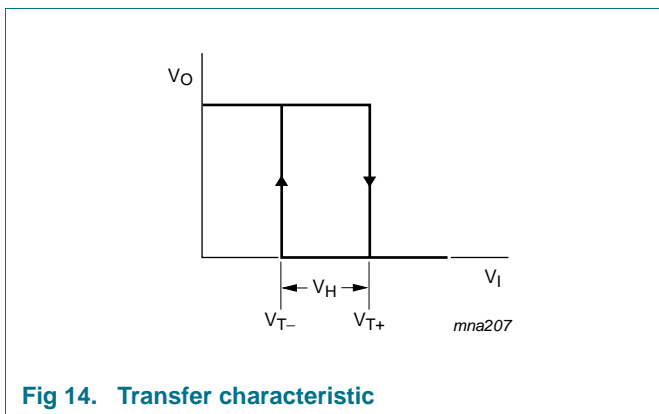 VO
VH
VI
VT−
VT+
mna207
Fig 14. Transfer characteristic